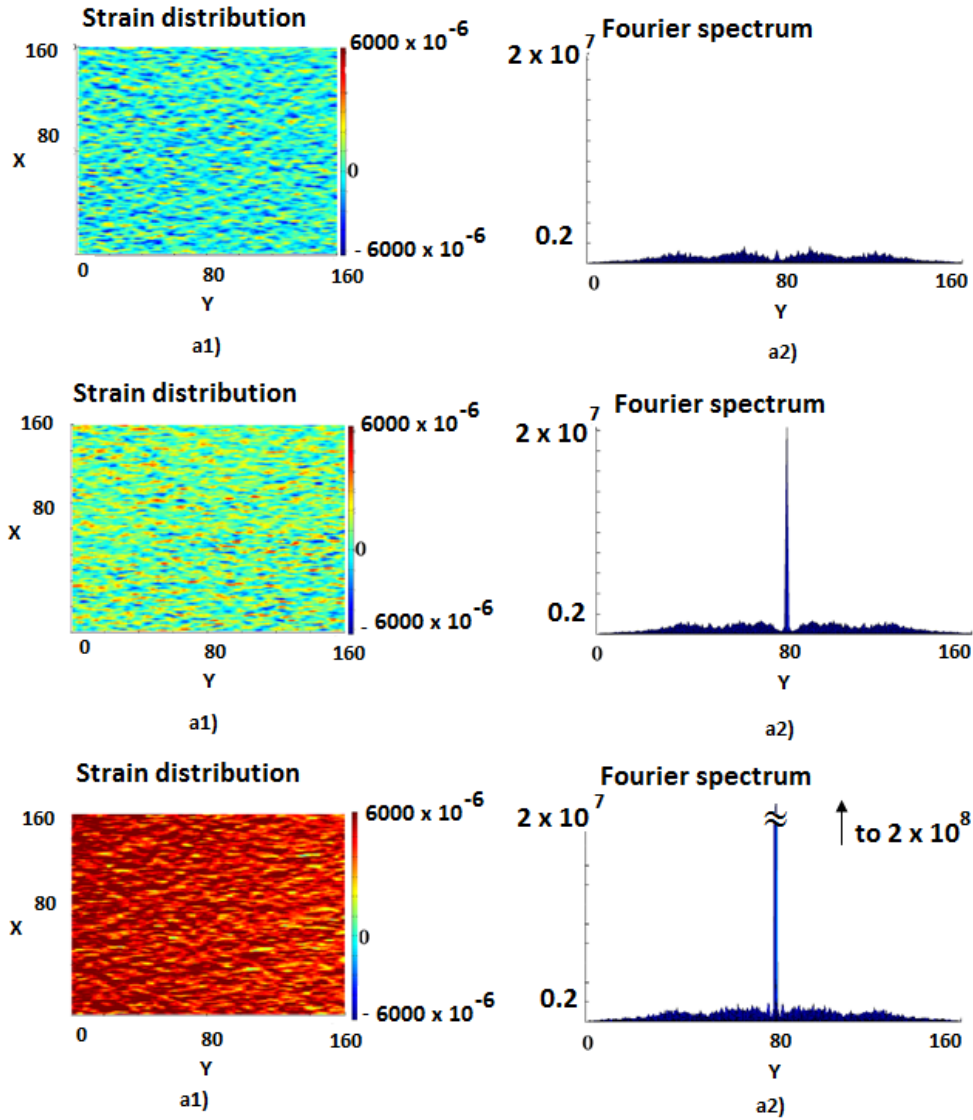 Strain distribution
160
80
X
6000 x 10^-6
0
- 6000 x 10^-6
0 80 160
Y
a1)
Fourier spectrum
2 x 10^7
0.2
0 80 160
Y
a2)
Strain distribution
160
80
X
6000 x 10^-6
0
- 6000 x 10^-6
0 80 160
Y
a1)
Fourier spectrum
2 x 10^7
0.2
0 80 160
Y
a2)
Strain distribution
160
80
X
6000 x 10^-6
0
- 6000 x 10^-6
0 80 160
Y
a1)
Fourier spectrum
2 x 10^7
≈
to 2 x 10^8
0.2
0 80 160
Y
a2)